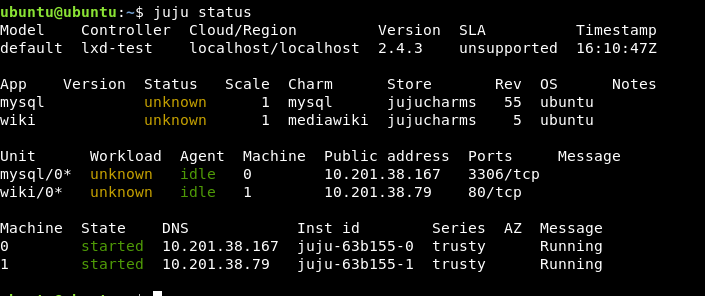 ubuntu@ubuntu:~$ juju status
Model    Controller  Cloud/Region         Version  SLA          Timestamp
default  lxd-test    localhost/localhost  2.4.3    unsupported  16:10:47Z
App    Version  Status   Scale  Charm      Store       Rev  OS      Notes
mysql           unknown      1  mysql      jujucharms   55  ubuntu
wiki            unknown      1  mediawiki  jujucharms    5  ubuntu
Unit      Workload  Agent  Machine  Public address  Ports     Message
mysql/0*  unknown   idle   0        10.201.38.167   3306/tcp
wiki/0*   unknown   idle   1        10.201.38.79    80/tcp
Machine  State    DNS            Inst id        Series  AZ  Message
0        started  10.201.38.167  juju-63b155-0  trusty      Running
1        started  10.201.38.79   juju-63b155-1  trusty      Running